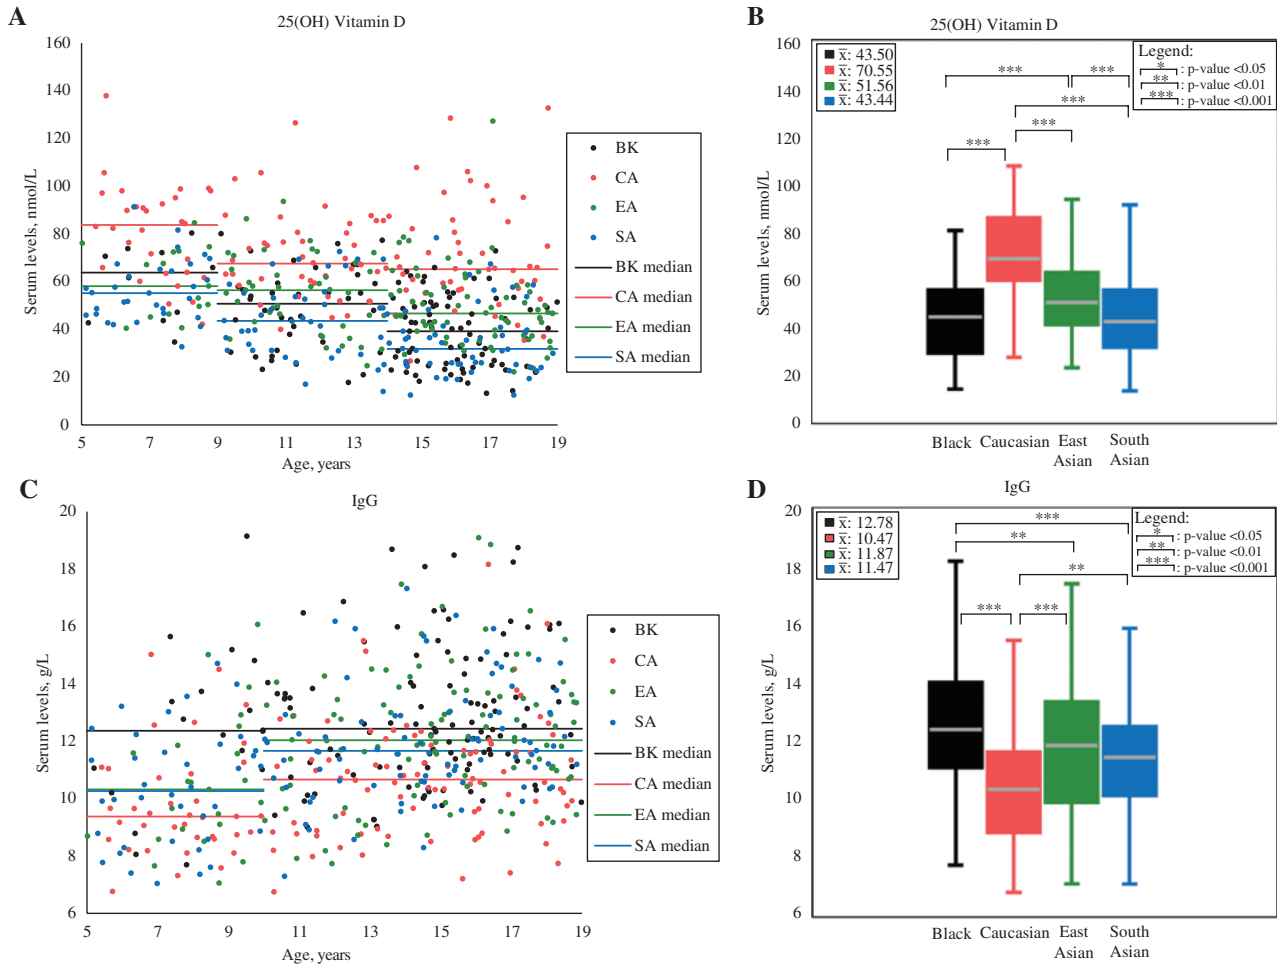 A
25(OH) Vitamin D
Serum levels, nmol/L
160
140
120
100
80
60
40
20
0
5
7
9
11
13
15
17
19
Age, years
BK
CA
EA
SA
BK median
CA median
EA median
SA median
B
25(OH) Vitamin D
Serum levels, nmol/L
160
140
120
100
80
60
40
20
0
x̅: 43.50
x̅: 70.55
x̅: 51.56
x̅: 43.44
Legend:
* : p-value <0.05
** : p-value <0.01
*** : p-value <0.001
***
***
***
***
***
Black
Caucasian
East
Asian
South
Asian
C
IgG
Serum levels, g/L
20
18
16
14
12
10
8
6
5
7
9
11
13
15
17
19
Age, years
BK
CA
EA
SA
BK median
CA median
EA median
SA median
D
IgG
Serum levels, g/L
20
18
16
14
12
10
8
6
x̅: 12.78
x̅: 10.47
x̅: 11.87
x̅: 11.47
Legend:
* : p-value <0.05
** : p-value <0.01
*** : p-value <0.001
***
**
**
***
***
Black
Caucasian
East
Asian
South
Asian